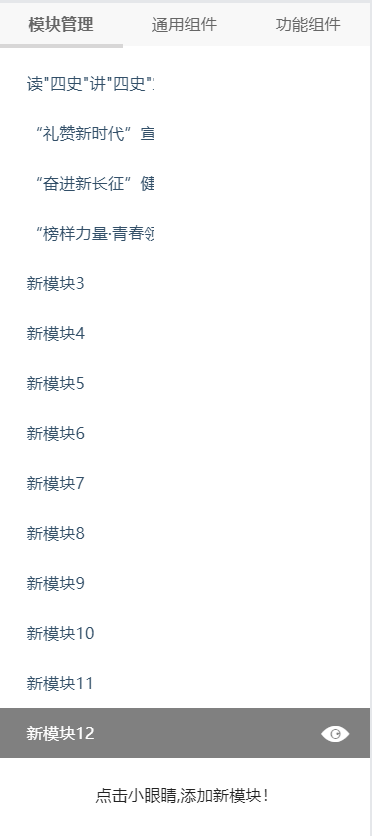 模块管理 通用组件 功能组件
读"四史"讲"四史"
“礼赞新时代”宣
“奋进新长征”健
“榜样力量·青春领
新模块3
新模块4
新模块5
新模块6
新模块7
新模块8
新模块9
新模块10
新模块11
新模块12
点击小眼睛,添加新模块!